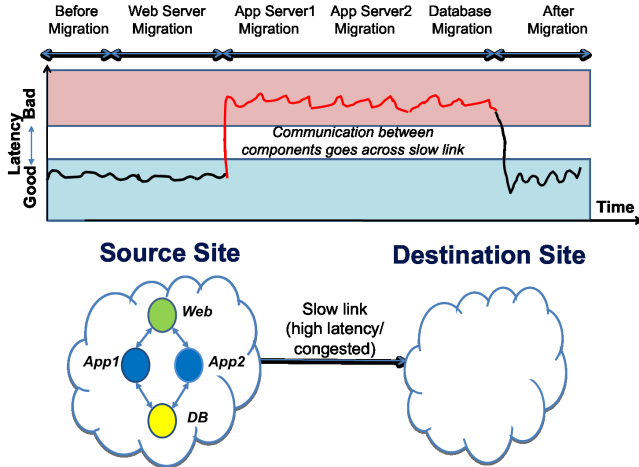 Before
Migration
Web Server
Migration
App Server1
Migration
App Server2
Migration
Database
Migration
After
Migration
Latency
Good
Bad
Communication between
components goes across slow link
Time
Source Site
Destination Site
Web
App1
App2
DB
Slow link
(high latency/
congested)